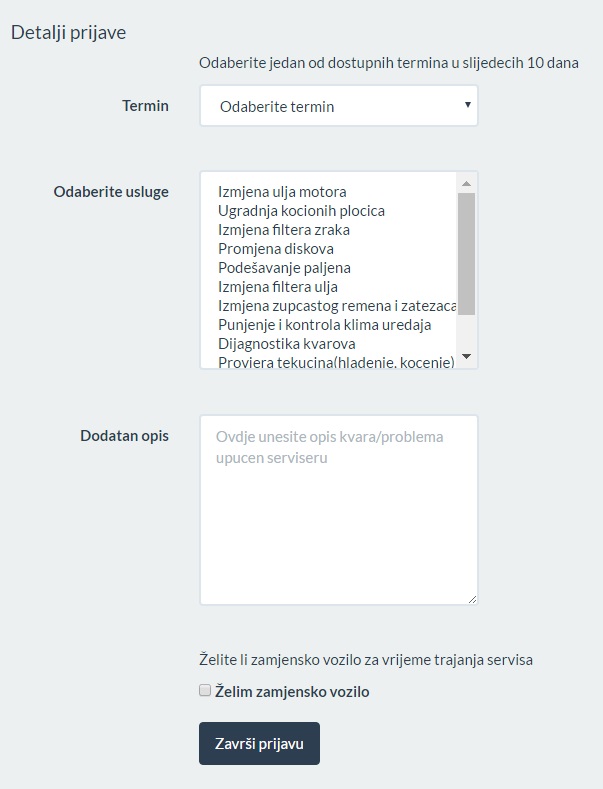 Detalji prijave
Odaberite jedan od dostupnih termina u slijedecih 10 dana
Termin
Odaberite termin
Odaberite usluge
Izmjena ulja motora
Ugradnja kocionih plocica
Izmjena filtera zraka
Promjena diskova
Podešavanje paljena
Izmjena filtera ulja
Izmjena zupcastog remena i zatezaca
Punjenje i kontrola klima uredaja
Dijagnostika kvarova
Provjera tekucina(hladenje, kocenje)
Dodatan opis
Ovdje unesite opis kvara/problema
upucen serviseru
Želite li zamjensko vozilo za vrijeme trajanja servisa
Želim zamjensko vozilo
Završi prijavu